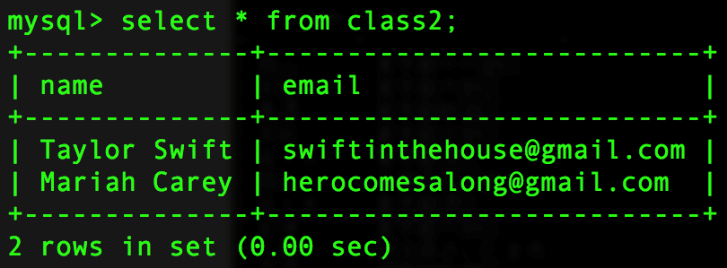 mysql> select * from class2;
+--------------+---------------------------+
| name         | email                     |
+--------------+---------------------------+
| Taylor Swift | swiftinthehouse@gmail.com |
| Mariah Carey | herocomesalong@gmail.com  |
+--------------+---------------------------+
2 rows in set (0.00 sec)